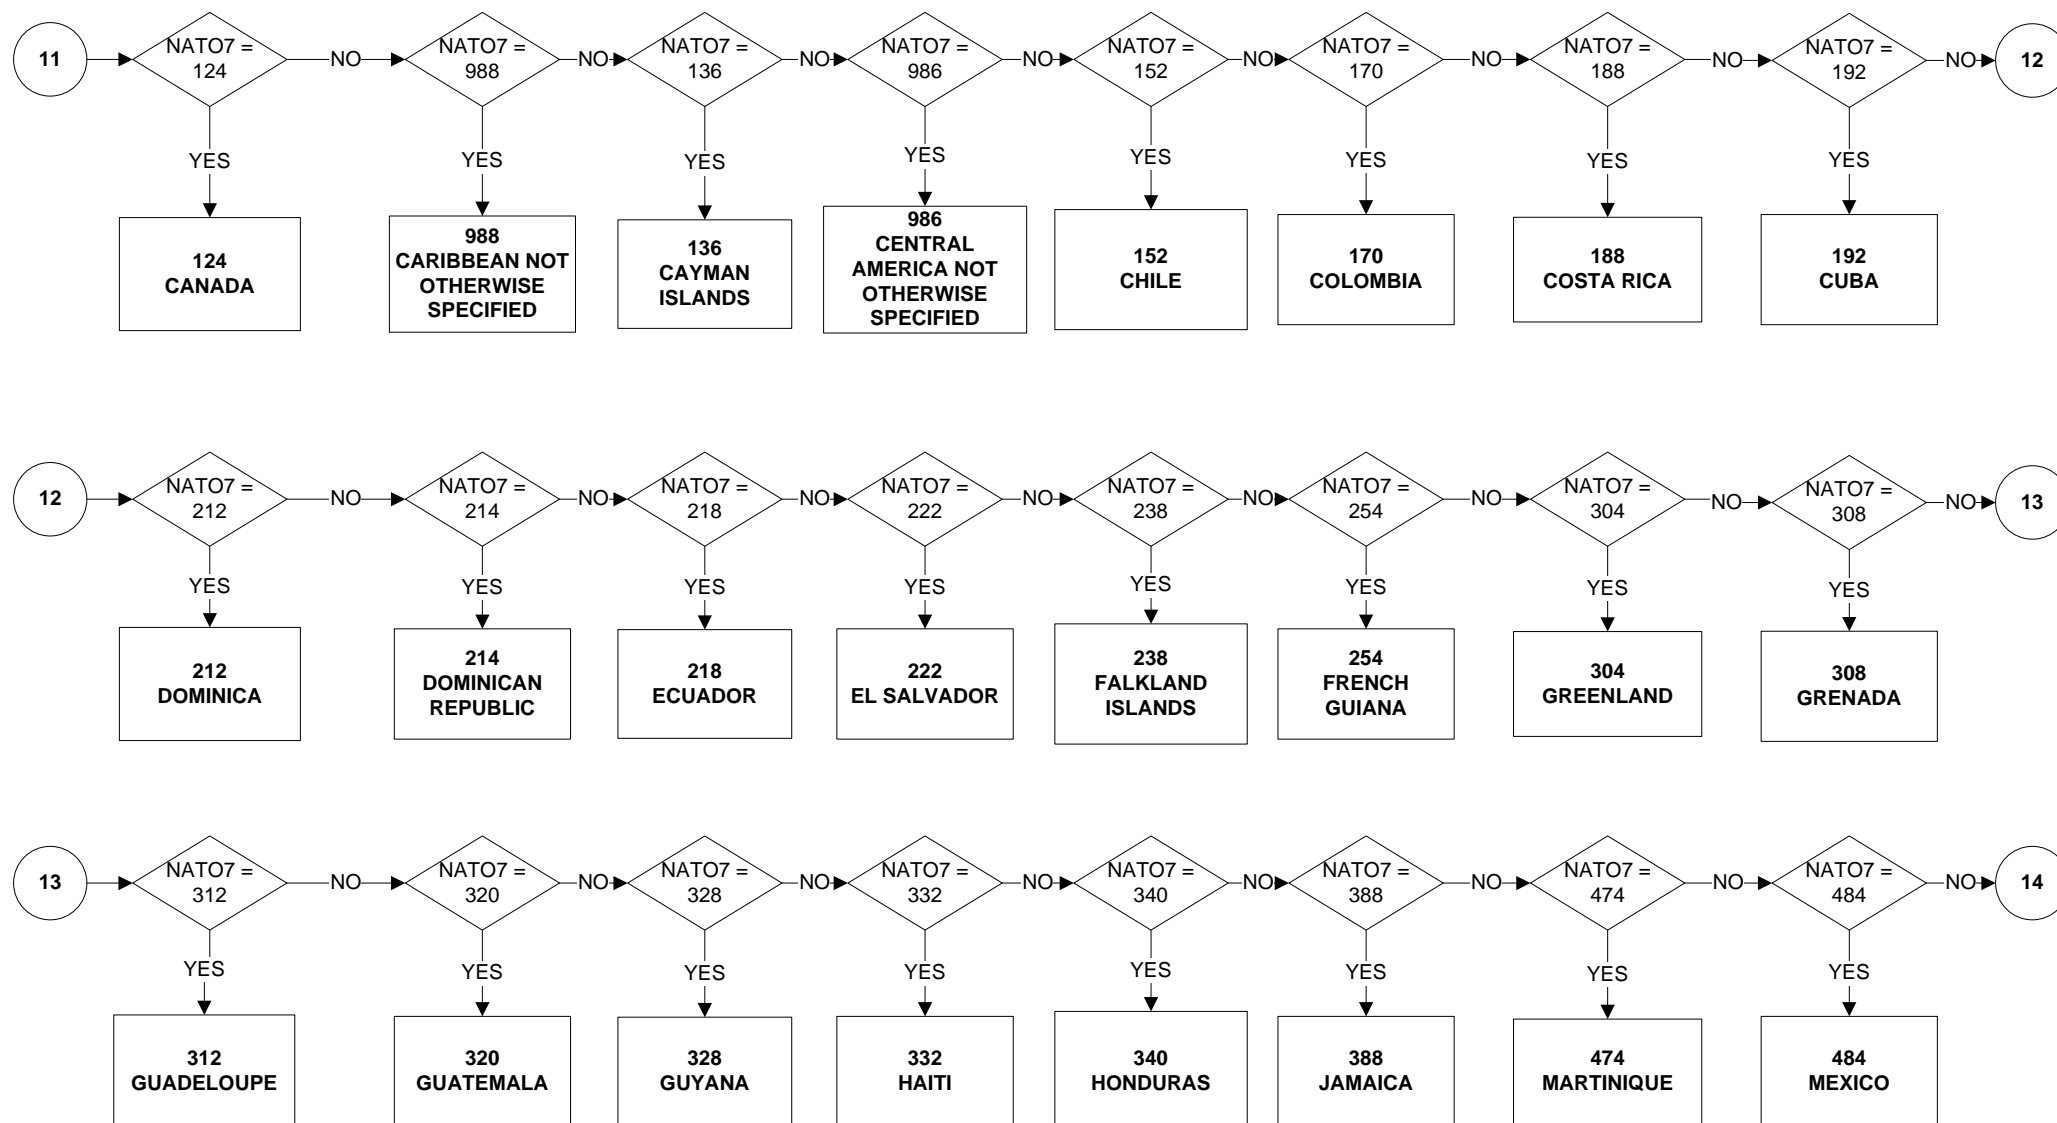 11
NATO7 =
124
NO
NATO7 =
988
NO
NATO7 =
136
NO
NATO7 =
986
NO
NATO7 =
152
NO
NATO7 =
170
NO
NATO7 =
188
NO
NATO7 =
192
NO
12
YES
YES
YES
YES
YES
YES
YES
YES
124
CANADA
988
CARIBBEAN NOT
OTHERWISE
SPECIFIED
136
CAYMAN
ISLANDS
986
CENTRAL
AMERICA NOT
OTHERWISE
SPECIFIED
152
CHILE
170
COLOMBIA
188
COSTA RICA
192
CUBA
12
NATO7 =
212
NO
NATO7 =
214
NO
NATO7 =
218
NO
NATO7 =
222
NO
NATO7 =
238
NO
NATO7 =
254
NO
NATO7 =
304
NO
NATO7 =
308
NO
13
YES
YES
YES
YES
YES
YES
YES
YES
212
DOMINICA
214
DOMINICAN
REPUBLIC
218
ECUADOR
222
EL SALVADOR
238
FALKLAND
ISLANDS
254
FRENCH
GUIANA
304
GREENLAND
308
GRENADA
13
NATO7 =
312
NO
NATO7 =
320
NO
NATO7 =
328
NO
NATO7 =
332
NO
NATO7 =
340
NO
NATO7 =
388
NO
NATO7 =
474
NO
NATO7 =
484
NO
14
YES
YES
YES
YES
YES
YES
YES
YES
312
GUADELOUPE
320
GUATEMALA
328
GUYANA
332
HAITI
340
HONDURAS
388
JAMAICA
474
MARTINIQUE
484
MEXICO